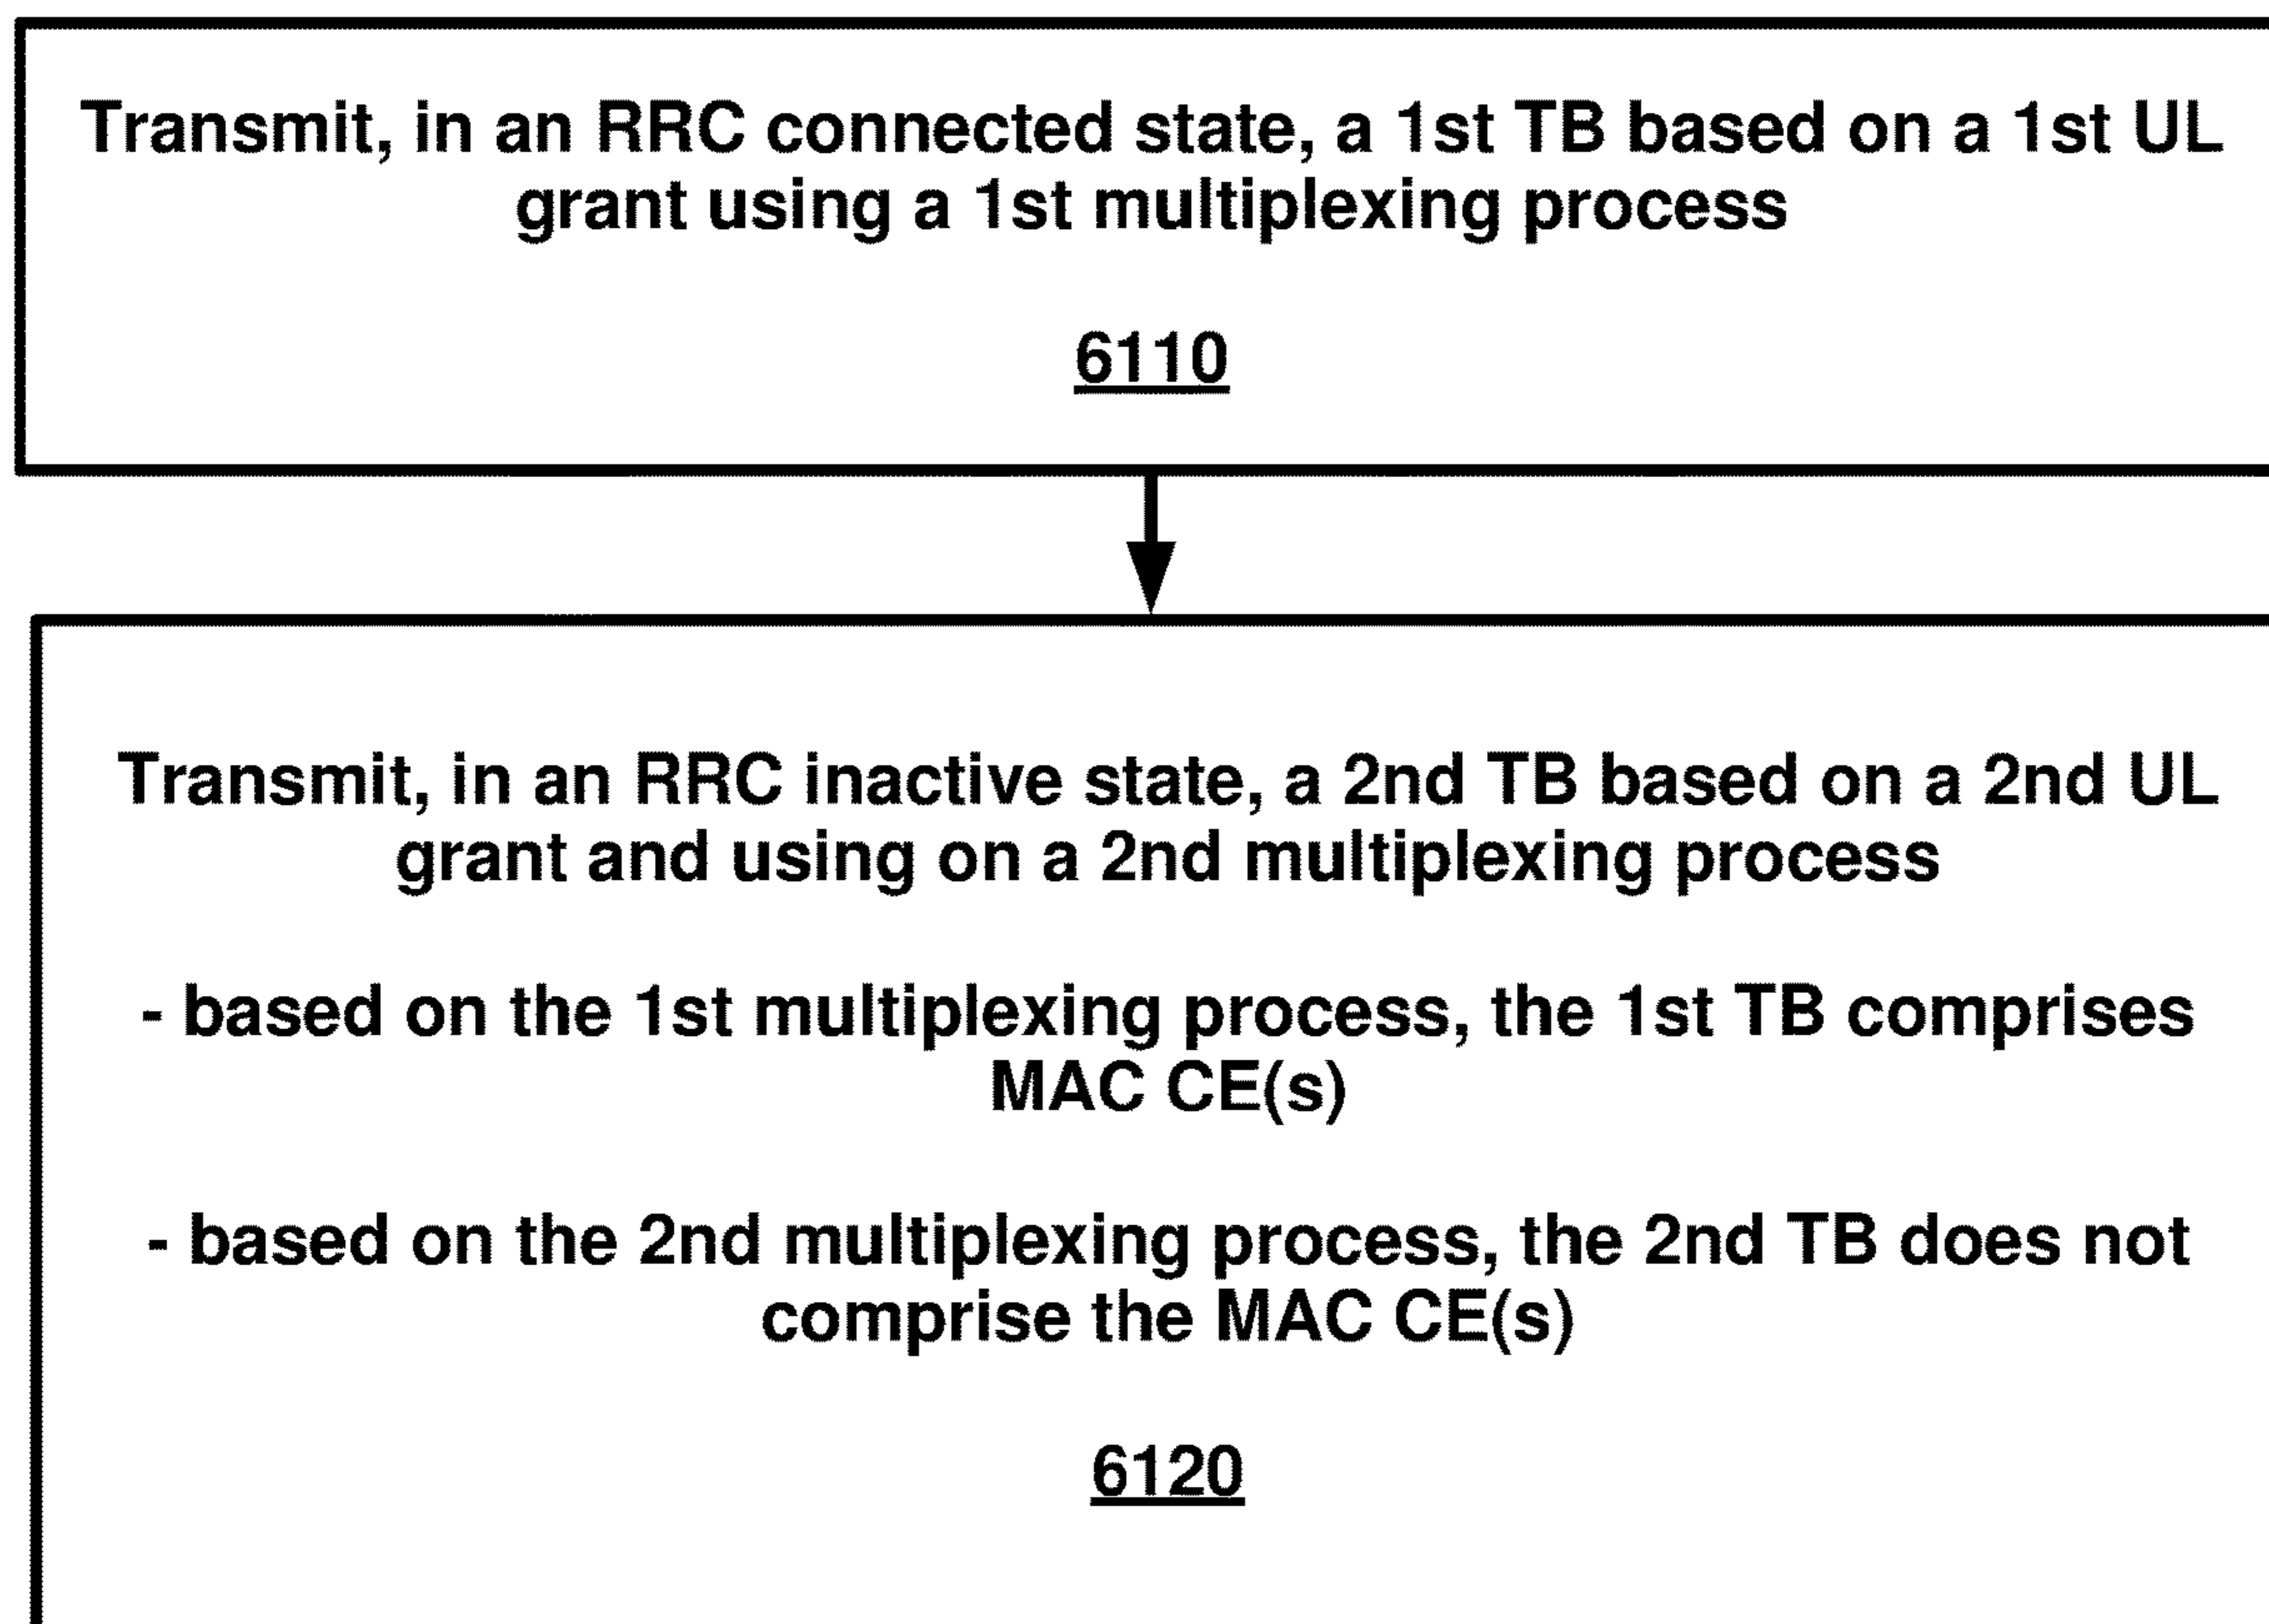 Transmit, in an RRC connected state, a 1st TB based on a 1st UL
grant using a 1st multiplexing process
6110
Transmit, in an RRC inactive state, a 2nd TB based on a 2nd UL
grant and using on a 2nd multiplexing process
- based on the 1st multiplexing process, the 1st TB comprises
MAC CE(s)
- based on the 2nd multiplexing process, the 2nd TB does not
comprise the MAC CE(s)
6120